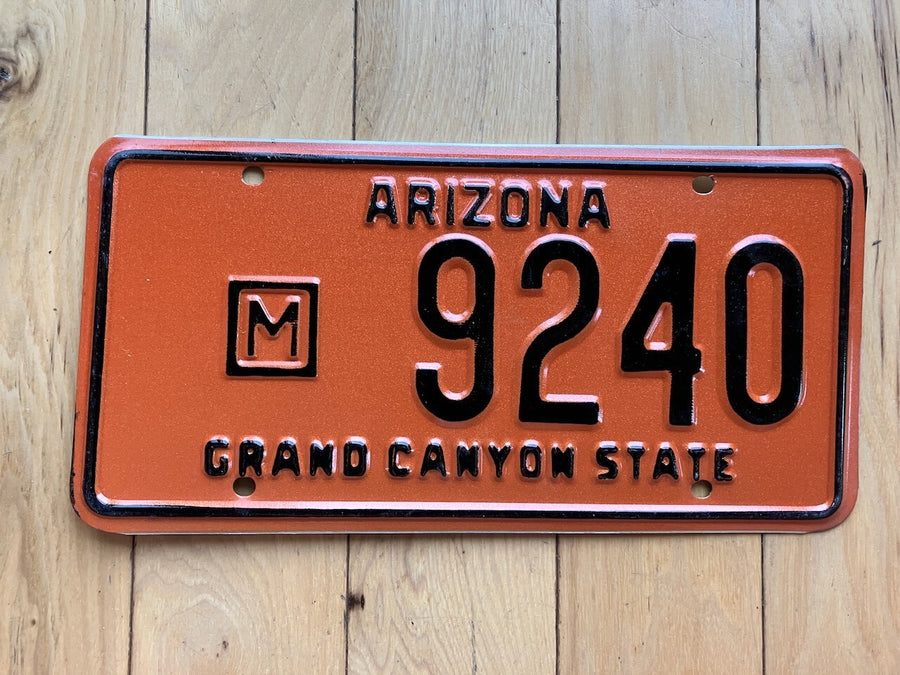 ARIZONA
M 9240
GRAND CANYON STATE